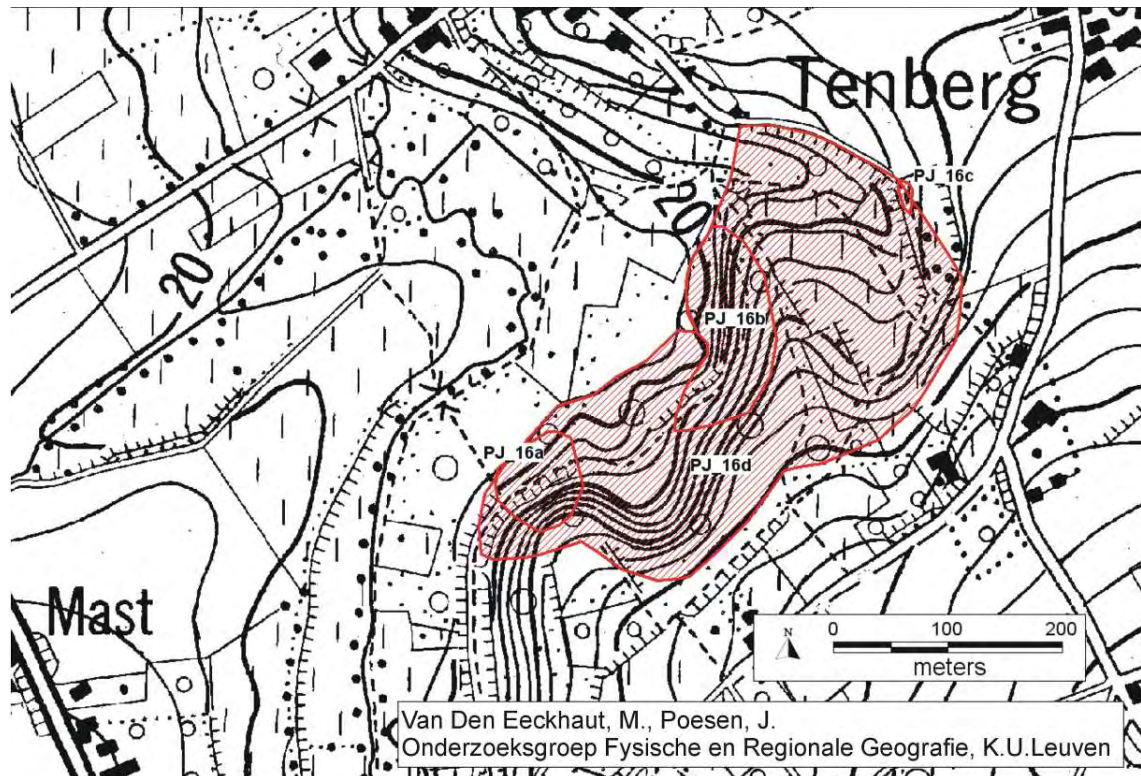 Tenberg
PJ_16c
20
20
PJ_16b
PJ_16a
PJ_16d
Mast
N
0 100 200
meters
Van Den Eeckhaut, M., Poesen, J.
Onderzoeksgroep Fysische en Regionale Geografie, K.U.Leuven